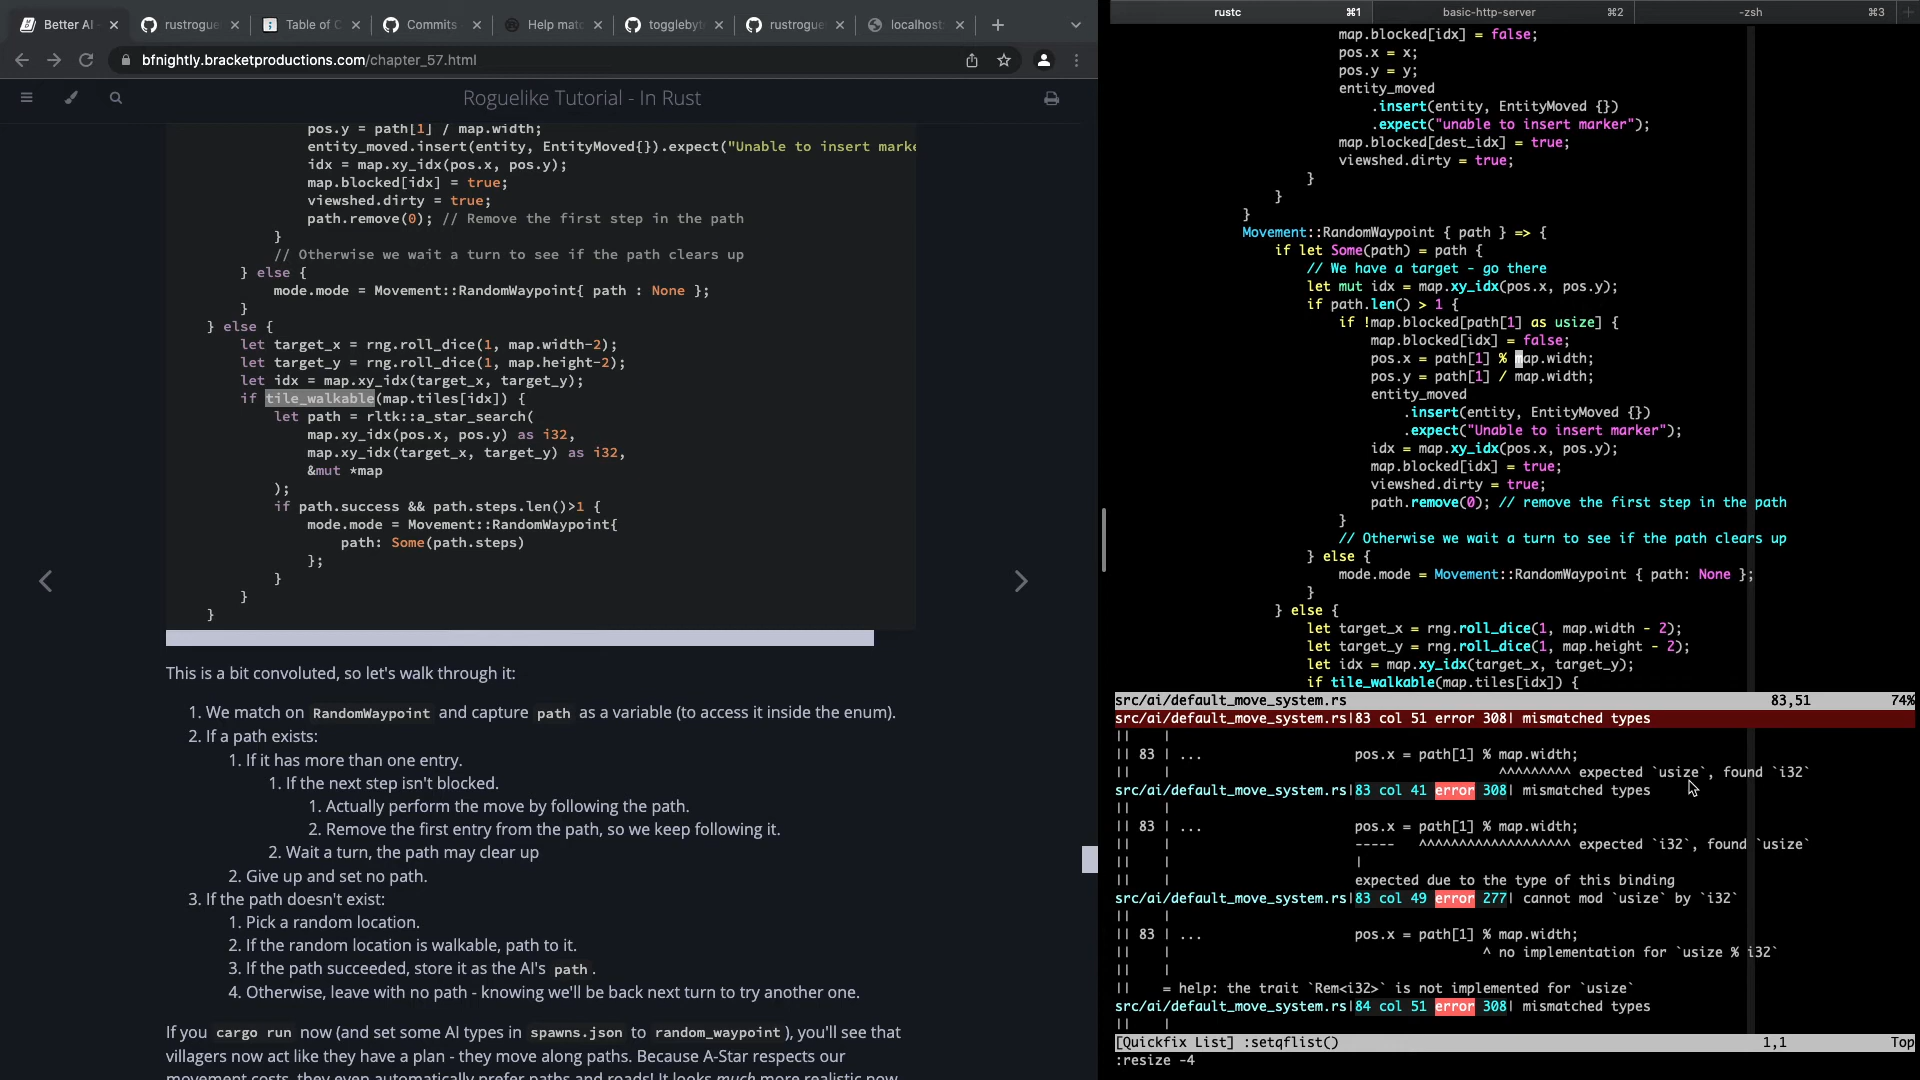 Better AI
rustrogue
Table of C
Commits
Help matc
togglebyt
rustrogue
localhost
bfnightly.bracketproductions.com/chapter_57.html
Roguelike Tutorial - In Rust
pos.y = path[1] / map.width;
entity_moved.insert(entity, EntityMoved{}).expect("Unable to insert marke
idx = map.xy_idx(pos.x, pos.y);
map.blocked[idx] = true;
viewshed.dirty = true;
path.remove(0); // Remove the first step in the path
}
// Otherwise we wait a turn to see if the path clears up
} else {
mode.mode = Movement::RandomWaypoint{ path : None };
}
} else {
let target_x = rng.roll_dice(1, map.width-2);
let target_y = rng.roll_dice(1, map.height-2);
let idx = map.xy_idx(target_x, target_y);
if tile_walkable(map.tiles[idx]) {
let path = rltk::a_star_search(
map.xy_idx(pos.x, pos.y) as i32,
map.xy_idx(target_x, target_y) as i32,
&mut *map
);
if path.success && path.steps.len()>1 {
mode.mode = Movement::RandomWaypoint{
path: Some(path.steps)
};
}
}
}
This is a bit convoluted, so let's walk through it:
1. We match on RandomWaypoint and capture path as a variable (to access it inside the enum).
2. If a path exists:
1. If it has more than one entry.
1. If the next step isn't blocked.
1. Actually perform the move by following the path.
2. Remove the first entry from the path, so we keep following it.
2. Wait a turn, the path may clear up
2. Give up and set no path.
3. If the path doesn't exist:
1. Pick a random location.
2. If the random location is walkable, path to it.
3. If the path succeeded, store it as the AI's path.
4. Otherwise, leave with no path - knowing we'll be back next turn to try another one.
If you cargo run now (and set some AI types in spawns.json to random_waypoint), you'll see that
villagers now act like they have a plan - they move along paths. Because A-Star respects our
movement costs, they even automatically prefer paths and roads! It looks much more realistic now.
rustc ⌘1
basic-http-server ⌘2
-zsh ⌘3
map.blocked[idx] = false;
pos.x = x;
pos.y = y;
entity_moved
.insert(entity, EntityMoved {})
.expect("unable to insert marker");
map.blocked[dest_idx] = true;
viewshed.dirty = true;
}
}
}
Movement::RandomWaypoint { path } => {
if let Some(path) = path {
// We have a target - go there
let mut idx = map.xy_idx(pos.x, pos.y);
if path.len() > 1 {
if !map.blocked[path[1] as usize] {
map.blocked[idx] = false;
pos.x = path[1] % map.width;
pos.y = path[1] / map.width;
entity_moved
.insert(entity, EntityMoved {})
.expect("Unable to insert marker");
idx = map.xy_idx(pos.x, pos.y);
map.blocked[idx] = true;
viewshed.dirty = true;
path.remove(0); // remove the first step in the path
}
// Otherwise we wait a turn to see if the path clears up
} else {
mode.mode = Movement::RandomWaypoint { path: None };
}
} else {
let target_x = rng.roll_dice(1, map.width - 2);
let target_y = rng.roll_dice(1, map.height - 2);
let idx = map.xy_idx(target_x, target_y);
if tile_walkable(map.tiles[idx]) {
src/ai/default_move_system.rs 83,51 74%
src/ai/default_move_system.rs|83 col 51 error 308| mismatched types
|| |
|| 83 | ... pos.x = path[1] % map.width;
|| | ^^^^^^^^^ expected `usize`, found `i32`
src/ai/default_move_system.rs|83 col 41 error 308| mismatched types
|| |
|| 83 | ... pos.x = path[1] % map.width;
|| | ----- ^^^^^^^^^^^^^^^^^^^ expected `i32`, found `usize`
|| | |
|| | expected due to the type of this binding
src/ai/default_move_system.rs|83 col 49 error 277| cannot mod `usize` by `i32`
|| |
|| 83 | ... pos.x = path[1] % map.width;
|| | ^ no implementation for `usize % i32`
|| |
|| = help: the trait `Rem<i32>` is not implemented for `usize`
src/ai/default_move_system.rs|84 col 51 error 308| mismatched types
|| |
[Quickfix List] :setqflist() 1,1 Top
:resize -4